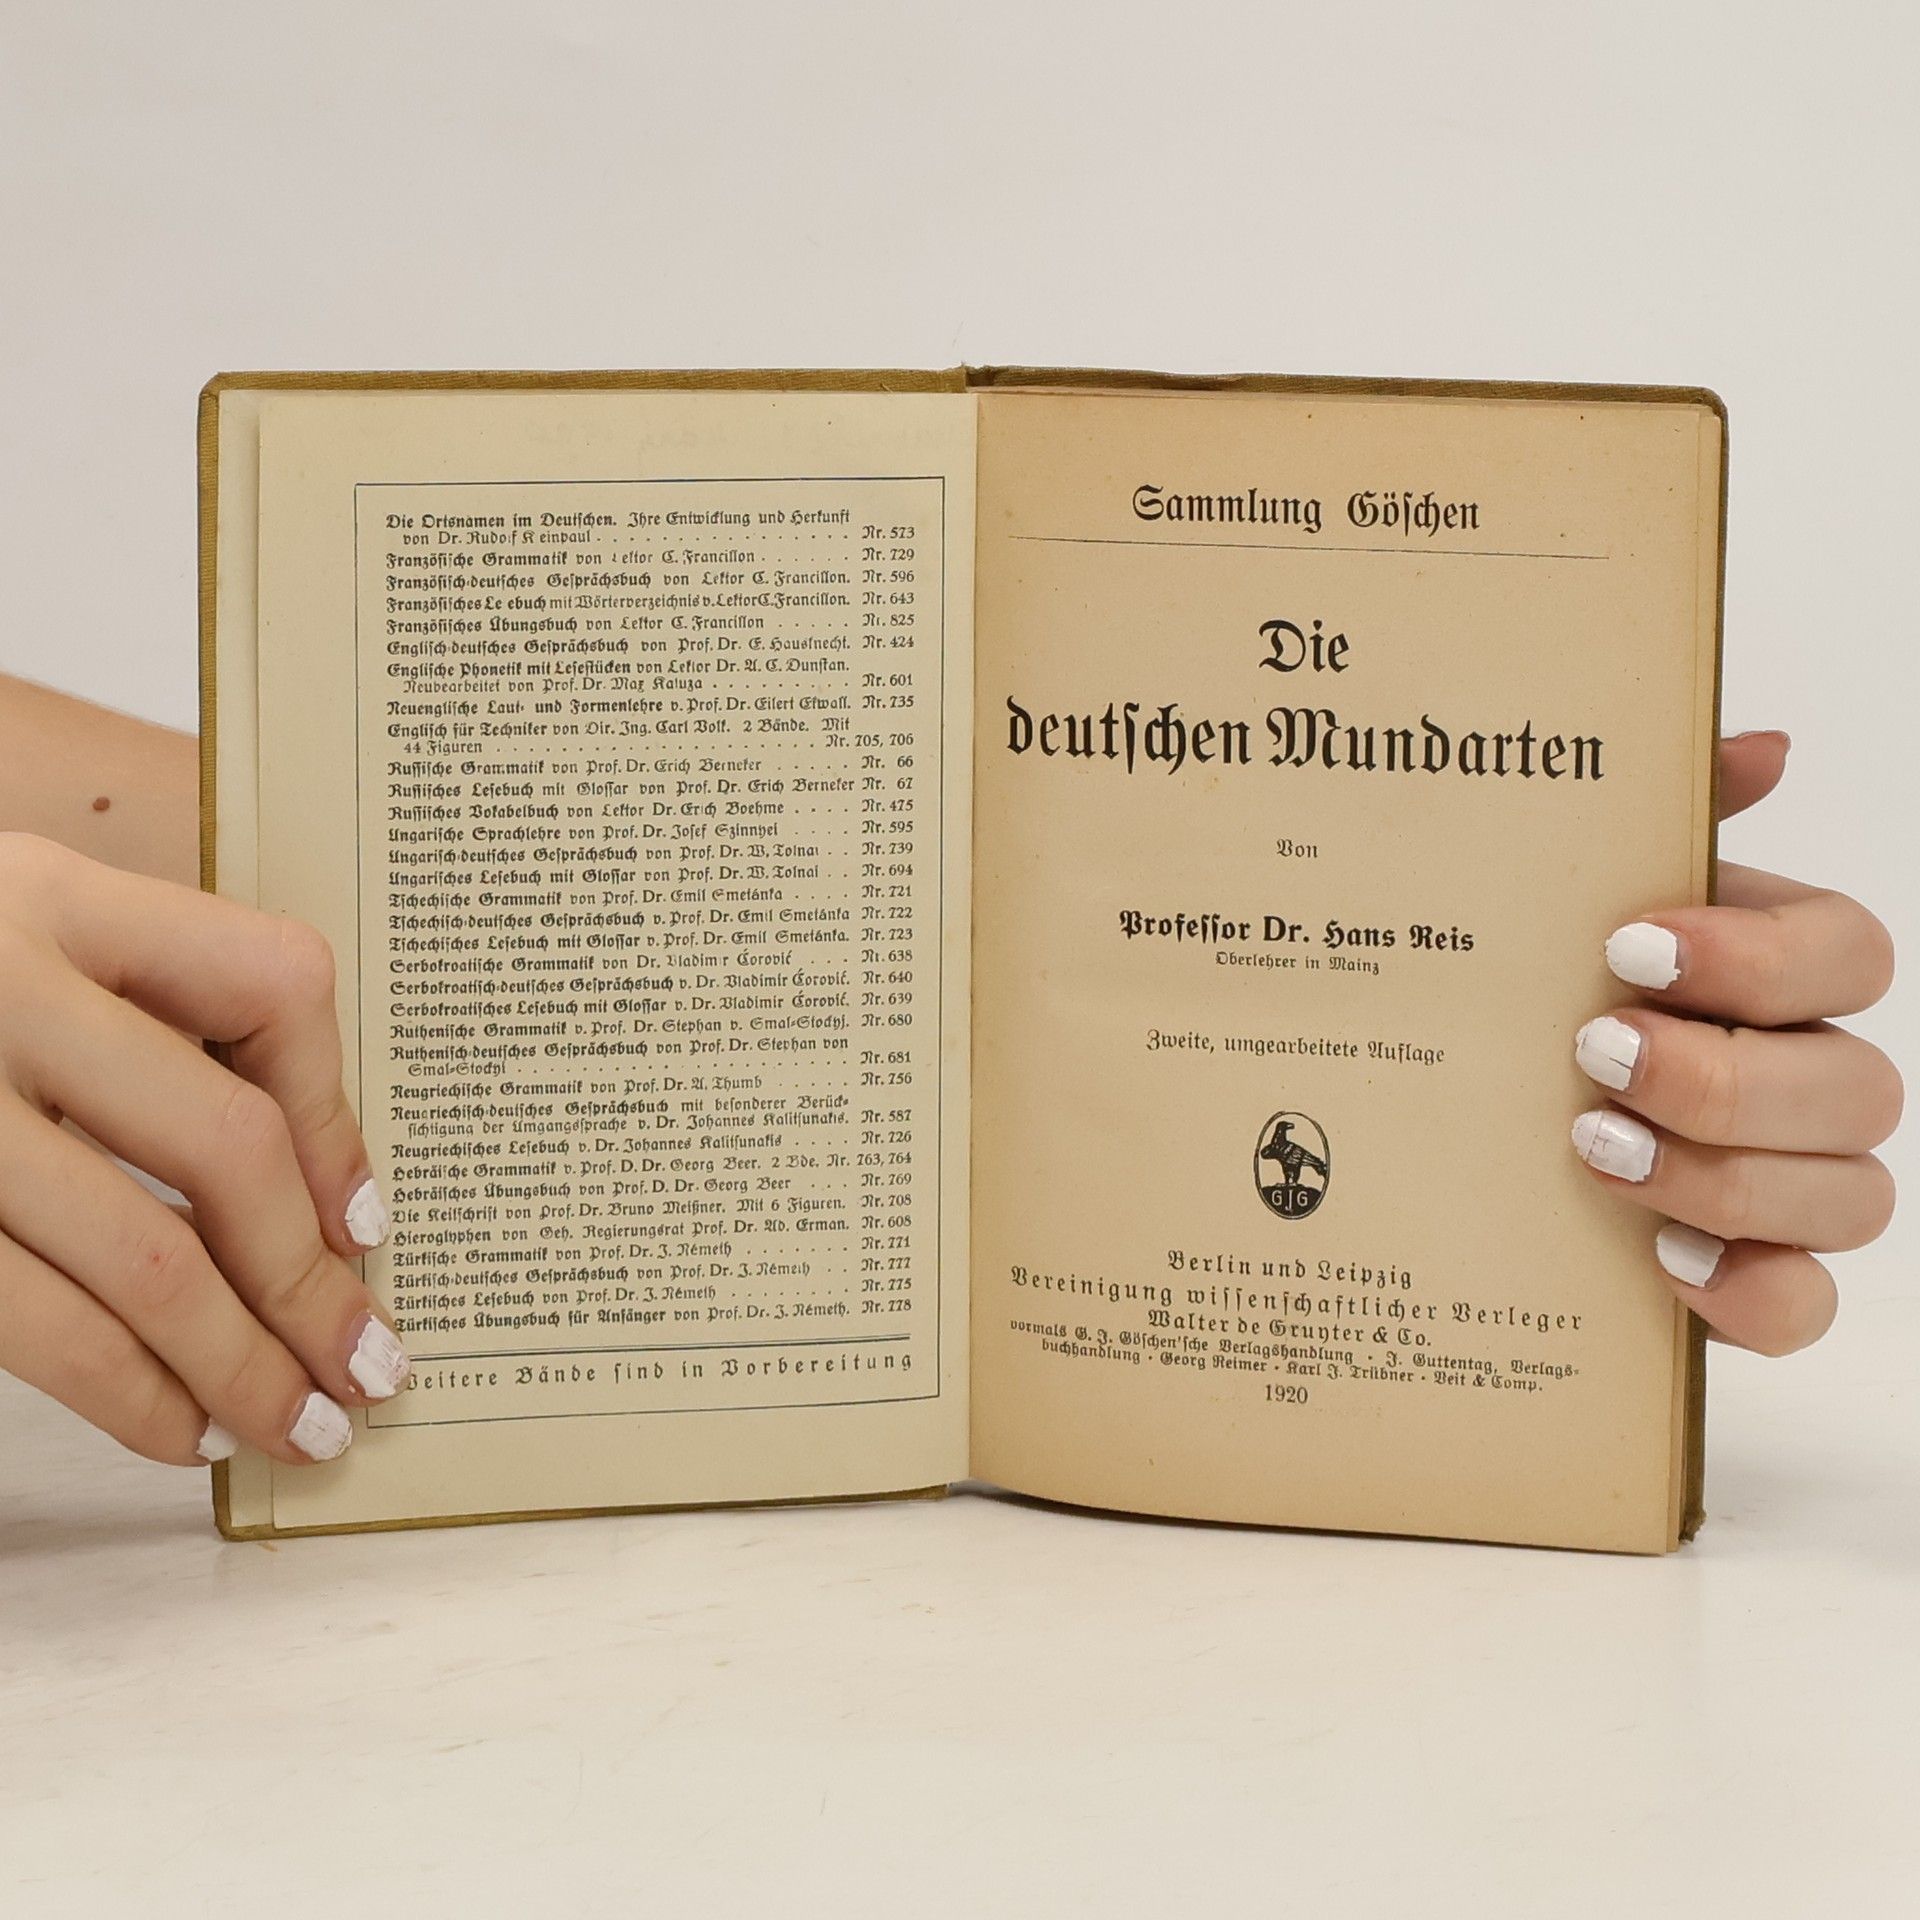 Die Ortsnamen im Deutschen. Ihre Entwicklung und Herkunft
von Dr. Rudolf Kleinpaul . . . . . . . . . . . . . . . . Nr. 573
Französische Grammatik von Lektor C. Francillon . . . . . . Nr. 729
Französisch-deutsches Gesprächsbuch von Lektor C. Francillon. Nr. 596
Französisches Le ebuch mit Wörterverzeichnis v. Lektor C. Francillon. Nr. 643
Französisches Übungsbuch von Lektor C. Francillon . . . . . Nr. 825
Englisch-deutsches Gesprächsbuch von Prof. Dr. E. Hausknecht. Nr. 424
Englische Phonetik mit Lesestücken von Lektor Dr. A. C. Dunstan.
Neubearbeitet von Prof. Dr. Max Kaluza . . . . . . . . . Nr. 601
Neuenglische Laut- und Formenlehre v. Prof. Dr. Eilert Ekwall. Nr. 735
Englisch für Techniker von Dir. Ing. Carl Volk. 2 Bände. Mit
44 Figuren . . . . . . . . . . . . . . . . . . . Nr. 705, 706
Russische Grammatik von Prof. Dr. Erich Berneker . . . . . Nr. 66
Russisches Lesebuch mit Glossar von Prof. Dr. Erich Berneker Nr. 67
Russisches Vokabelbuch von Lektor Dr. Erich Boehme . . . . Nr. 475
Ungarische Sprachlehre von Prof. Dr. Josef Szinnyei . . . . Nr. 595
Ungarisch-deutsches Gesprächsbuch von Prof. Dr. W. Tolnai . . Nr. 739
Ungarisches Lesebuch mit Glossar von Prof. Dr. W. Tolnai . . Nr. 694
Tschechische Grammatik von Prof. Dr. Emil Smetánka . . . . Nr. 721
Tschechisch-deutsches Gesprächsbuch v. Prof. Dr. Emil Smetánka Nr. 722
Tschechisches Lesebuch mit Glossar v. Prof. Dr. Emil Smetánka. Nr. 723
Serbokroatische Grammatik von Dr. Vladimir Ćorović . . . Nr. 638
Serbokroatisch-deutsches Gesprächsbuch v. Dr. Vladimir Ćorović. Nr. 640
Serbokroatisches Lesebuch mit Glossar v. Dr. Vladimir Ćorović. Nr. 639
Ruthenische Grammatik v. Prof. Dr. Stephan v. Smal-Stockyj. Nr. 680
Ruthenisch-deutsches Gesprächsbuch von Prof. Dr. Stephan von
Smal-Stockyj . . . . . . . . . . . . . . . . . . . Nr. 681
Neugriechische Grammatik von Prof. Dr. A. Thumb . . . . . Nr. 756
Neugriechisch-deutsches Gesprächsbuch mit besonderer Berück-
sichtigung der Umgangssprache v. Dr. Johannes Kalitsunakis. Nr. 587
Neugriechisches Lesebuch v. Dr. Johannes Kalitsunakis . . . . Nr. 726
Hebräische Grammatik v. Prof. D. Dr. Georg Beer. 2 Bde. Nr. 763, 764
Hebräisches Übungsbuch von Prof. D. Dr. Georg Beer . . . Nr. 769
Die Keilschrift von Prof. Dr. Bruno Meißner. Mit 6 Figuren. Nr. 708
Hieroglyphen von Geh. Regierungsrat Prof. Dr. Ad. Erman. Nr. 608
Türkische Grammatik von Prof. Dr. J. Németh . . . . . . . Nr. 771
Türkisch-deutsches Gesprächsbuch von Prof. Dr. J. Németh . . Nr. 777
Türkisches Lesebuch von Prof. Dr. J. Németh . . . . . . . . Nr. 775
Türkisches Übungsbuch für Anfänger von Prof. Dr. J. Németh. Nr. 778
Weitere Bände sind in Vorbereitung
Sammlung Göschen
Die
deutschen Mundarten
Von
Professor Dr. Hans Reis
Oberlehrer in Mainz
Zweite, umgearbeitete Auflage
GJG
Berlin und Leipzig
Vereinigung wissenschaftlicher Verleger
Walter de Gruyter & Co.
vormals G. J. Göschen'sche Verlagshandlung · J. Guttentag, Verlags-
buchhandlung · Georg Reimer · Karl J. Trübner · Veit & Comp.
1920